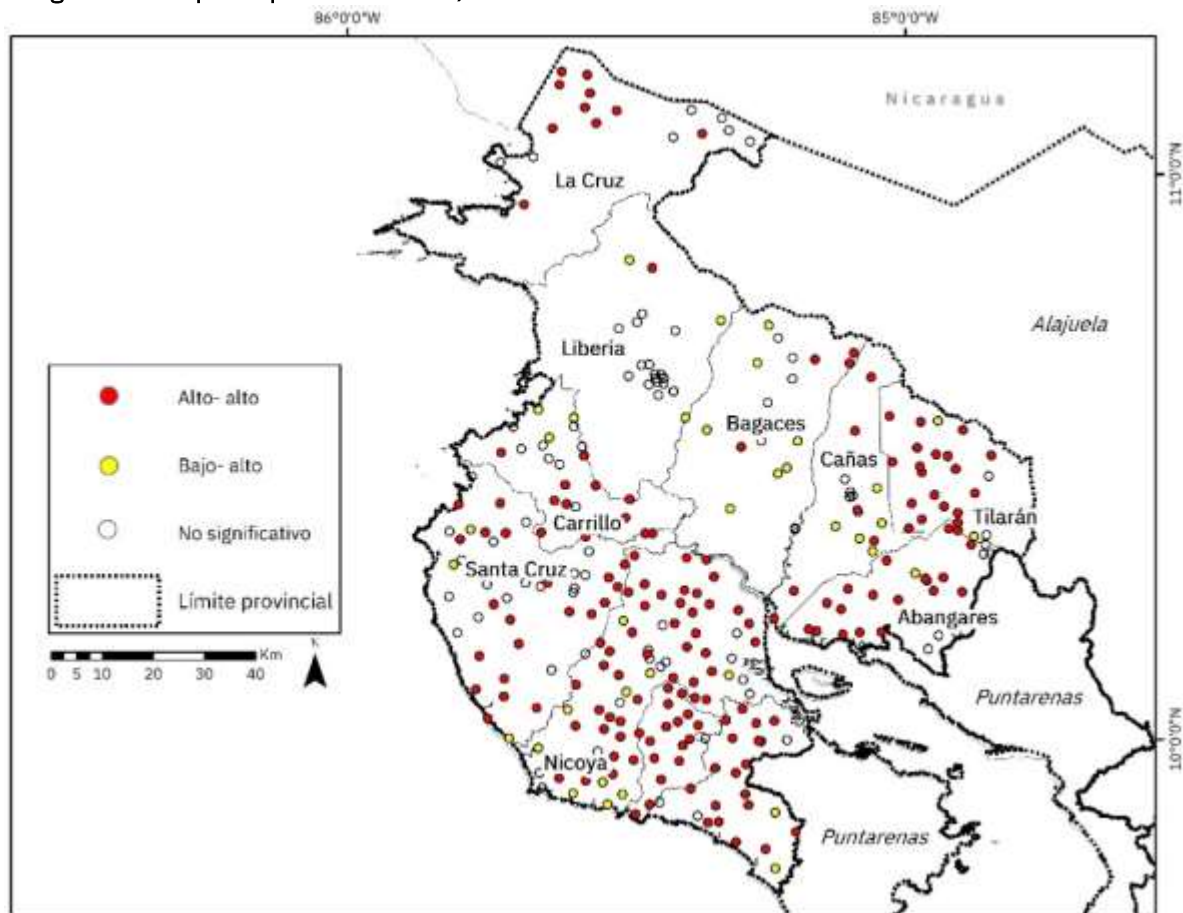 86°0'0"W 85°0'0"W
Nicaragua
11°0'0"N
La Cruz
Alajuela
Liberia
Alto- alto
Bagaces
Bajo- alto
Cañas
Tilarán
No significativo
Carrillo
Santa Cruz
Límite provincial
Abangares
Km
0 5 10 20 30 40
Puntarenas
10°0'0"N
Nicoya
Puntarenas